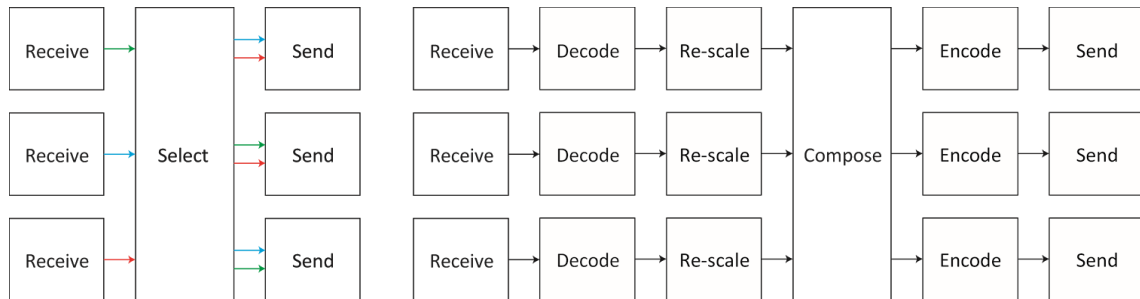 Receive
Send
Receive
Select
Send
Receive
Send
Receive
Decode
Re-scale
Encode
Send
Receive
Decode
Re-scale
Compose
Encode
Send
Receive
Decode
Re-scale
Encode
Send